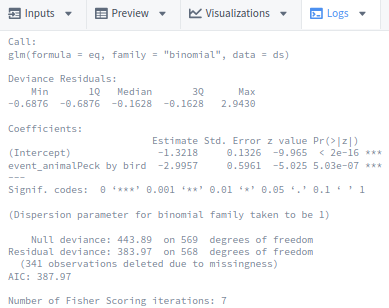 Inputs Preview Visualizations Logs
Call:
glm(formula = eq, family = "binomial", data = ds)
Deviance Residuals:
Min 1Q Median 3Q Max
-0.6876 -0.6876 -0.1628 -0.1628 2.9430
Coefficients:
Estimate Std. Error z value Pr(>|z|)
(Intercept) -1.3218 0.1326 -9.965 < 2e-16 ***
event_animalPeck by bird -2.9957 0.5961 -5.025 5.03e-07 ***
---
Signif. codes: 0 ‘***’ 0.001 ‘**’ 0.01 ‘*’ 0.05 ‘.’ 0.1 ‘ ’ 1
(Dispersion parameter for binomial family taken to be 1)
Null deviance: 443.89 on 569 degrees of freedom
Residual deviance: 383.97 on 568 degrees of freedom
(341 observations deleted due to missingness)
AIC: 387.97
Number of Fisher Scoring iterations: 7